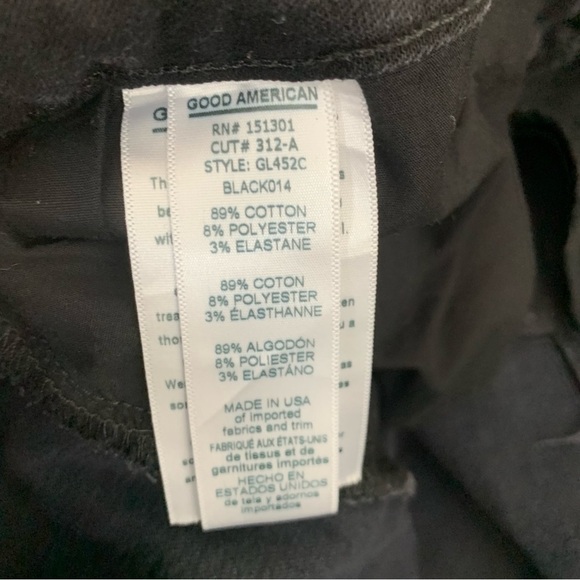 GOOD AMERICAN
RN# 151301
CUT# 312-A
STYLE: GL452C
BLACK014
89% COTTON
8% POLYESTER
3% ELASTANE
89% COTON
8% POLYESTER
3% ÉLASTHANNE
89% ALGODÓN
8% POLIESTER
3% ELASTÁNO
MADE IN USA
of imported
fabrics and trim
FABRIQUÉ AUX ÉTATS-UNIS
de tissus et de
garnitures importés
HECHO EN
ESTADOS UNIDOS
de tela y adornos
importados